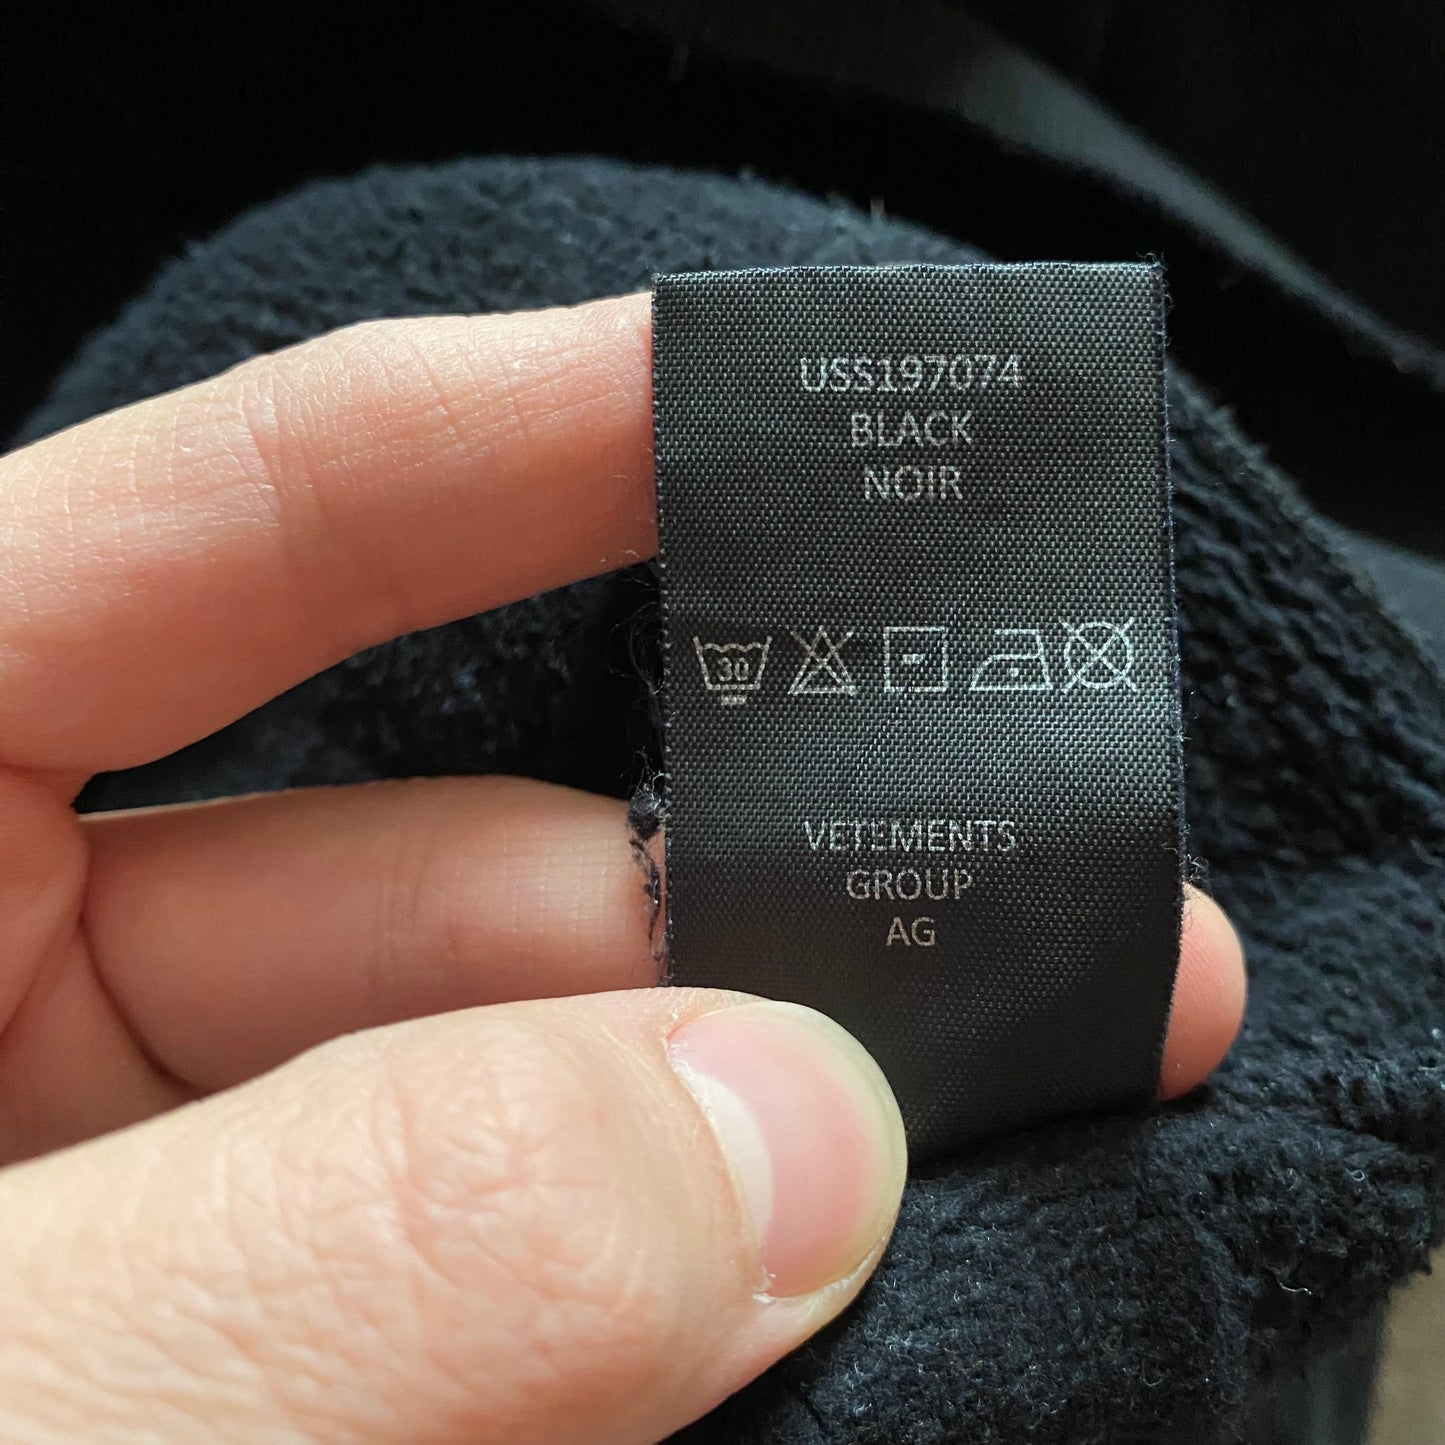 USS197074
BLACK
NOIR
30
VETEMENTS
GROUP
AG